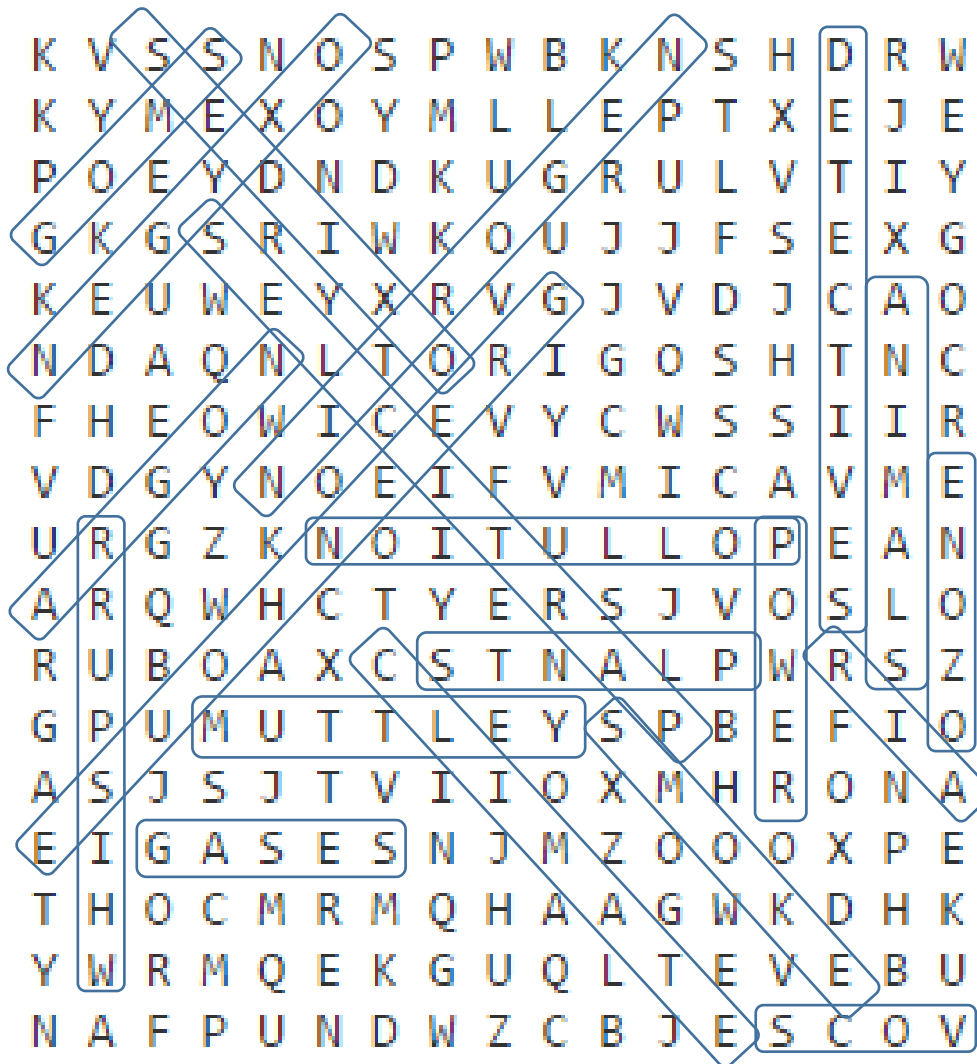 K V S S N O S P W B K N S H D R W
K Y M E X O Y M L L E P T X E J E
P O E Y D N D K U G R U L V T I Y
G K G S R I W K O U J J F S E X G
K E U W E Y X R V G J V D J C A O
N D A Q N L T O R I G O S H T N C
F H E O W I C E V Y C W S S I I R
V D G Y N O E I F V M I C A V M E
U R G Z K N O I T U L L O P E A N
A R Q W H C T Y E R S J V O S L O
R U B O A X C S T N A L P W R S Z
G P U M U T T L E Y S P B E F I O
A S J S J T V I I O X M H R O N A
E I G A S E S N J M Z O O O X P E
T H O C M R M Q H A A G W K D H K
Y W R M Q E K G U Q L T E V E B U
N A F P U N D W Z C B J E S C O V